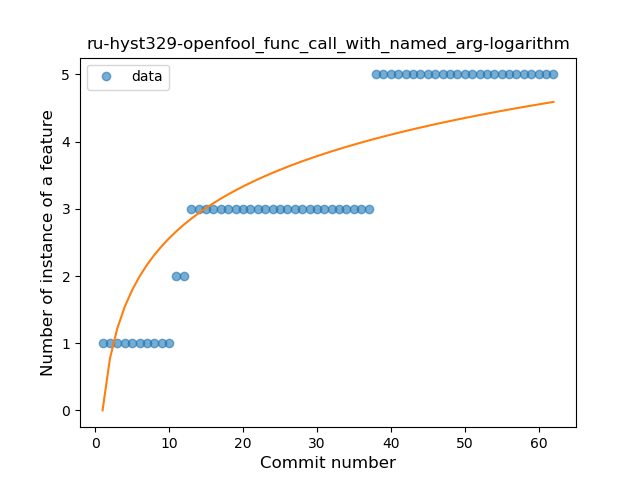 ru-hyst329-openfool_func_call_with_named_arg-logarithm
data
Number of instance of a feature
5
4
3
2
1
0
0 10 20 30 40 50 60
Commit number